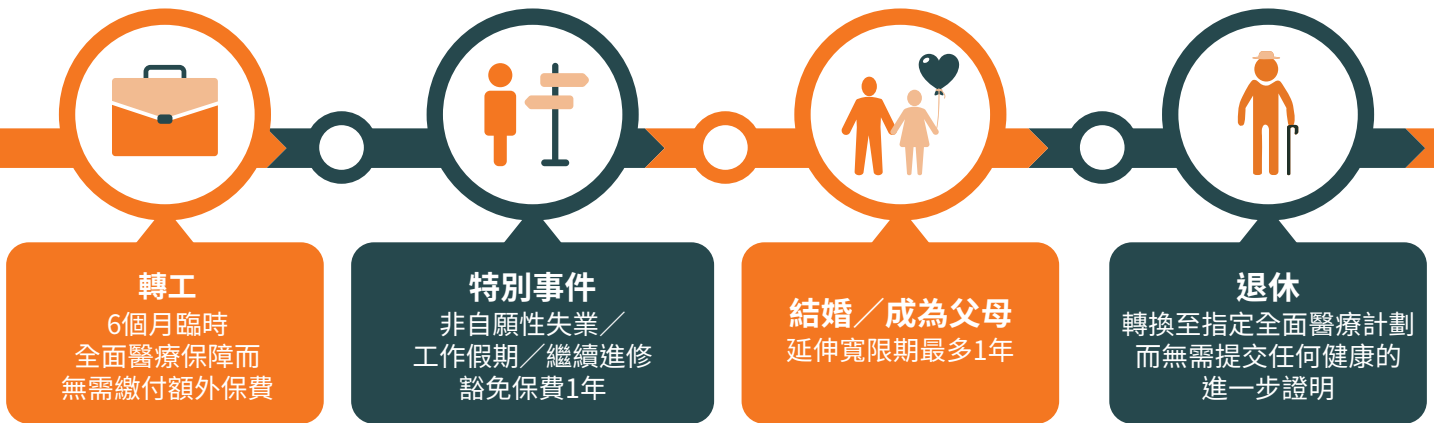 轉工
6個月臨時
全面醫療保障而
無需繳付額外保費
特別事件
非自願性失業／
工作假期／繼續進修
豁免保費1年
結婚／成為父母
延伸寬限期最多1年
退休
轉換至指定全面醫療計劃
而無需提交任何健康的
進一步證明